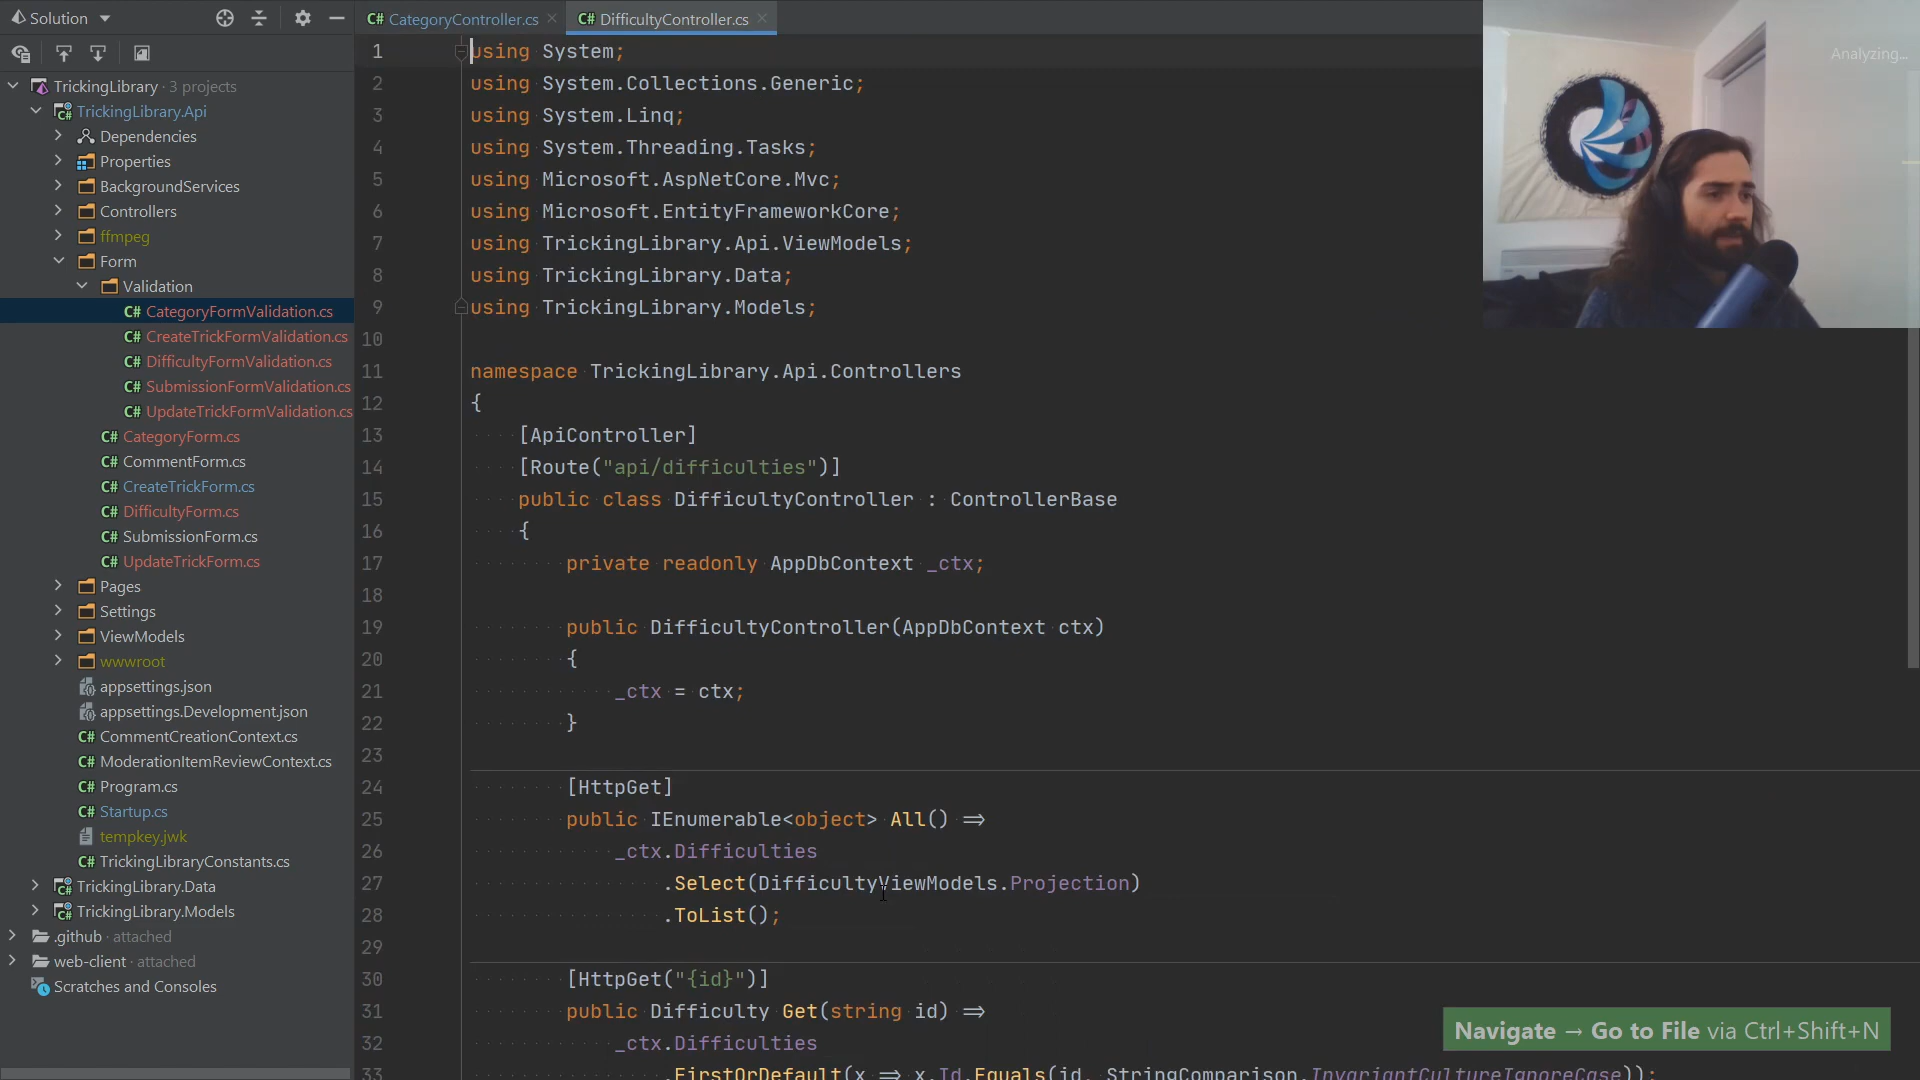 Solution
CategoryController.cs
DifficultyController.cs
TrickingLibrary · 3 projects
TrickingLibrary.Api
Dependencies
Properties
BackgroundServices
Controllers
ffmpeg
Form
Validation
C# CategoryFormValidation.cs
C# CreateTrickFormValidation.cs
C# DifficultyFormValidation.cs
C# SubmissionFormValidation.cs
C# UpdateTrickFormValidation.cs
C# CategoryForm.cs
C# CommentForm.cs
C# CreateTrickForm.cs
C# DifficultyForm.cs
C# SubmissionForm.cs
C# UpdateTrickForm.cs
Pages
Settings
ViewModels
wwwroot
appsettings.json
appsettings.Development.json
C# CommentCreationContext.cs
C# ModerationItemReviewContext.cs
C# Program.cs
C# Startup.cs
tempkey.jwk
C# TrickingLibraryConstants.cs
TrickingLibrary.Data
TrickingLibrary.Models
.github · attached
web-client · attached
Scratches and Consoles
1 using System;
2 using System.Collections.Generic;
3 using System.Linq;
4 using System.Threading.Tasks;
5 using Microsoft.AspNetCore.Mvc;
6 using Microsoft.EntityFrameworkCore;
7 using TrickingLibrary.Api.ViewModels;
8 using TrickingLibrary.Data;
9 using TrickingLibrary.Models;
10
11 namespace TrickingLibrary.Api.Controllers
12 {
13 [ApiController]
14 [Route("api/difficulties")]
15 public class DifficultyController : ControllerBase
16 {
17 private readonly AppDbContext _ctx;
18
19 public DifficultyController(AppDbContext ctx)
20 {
21 _ctx = ctx;
22 }
23
24 [HttpGet]
25 public IEnumerable<object> All() =>
26 _ctx.Difficulties
27 .Select(DifficultyViewModels.Projection)
28 .ToList();
29
30 [HttpGet("{id}")]
31 public Difficulty Get(string id) =>
32 _ctx.Difficulties
33 .FirstOrDefault(x => x.Id.Equals(id, StringComparison.InvariantCultureIgnoreCase));
Analyzing...
Navigate → Go to File via Ctrl+Shift+N